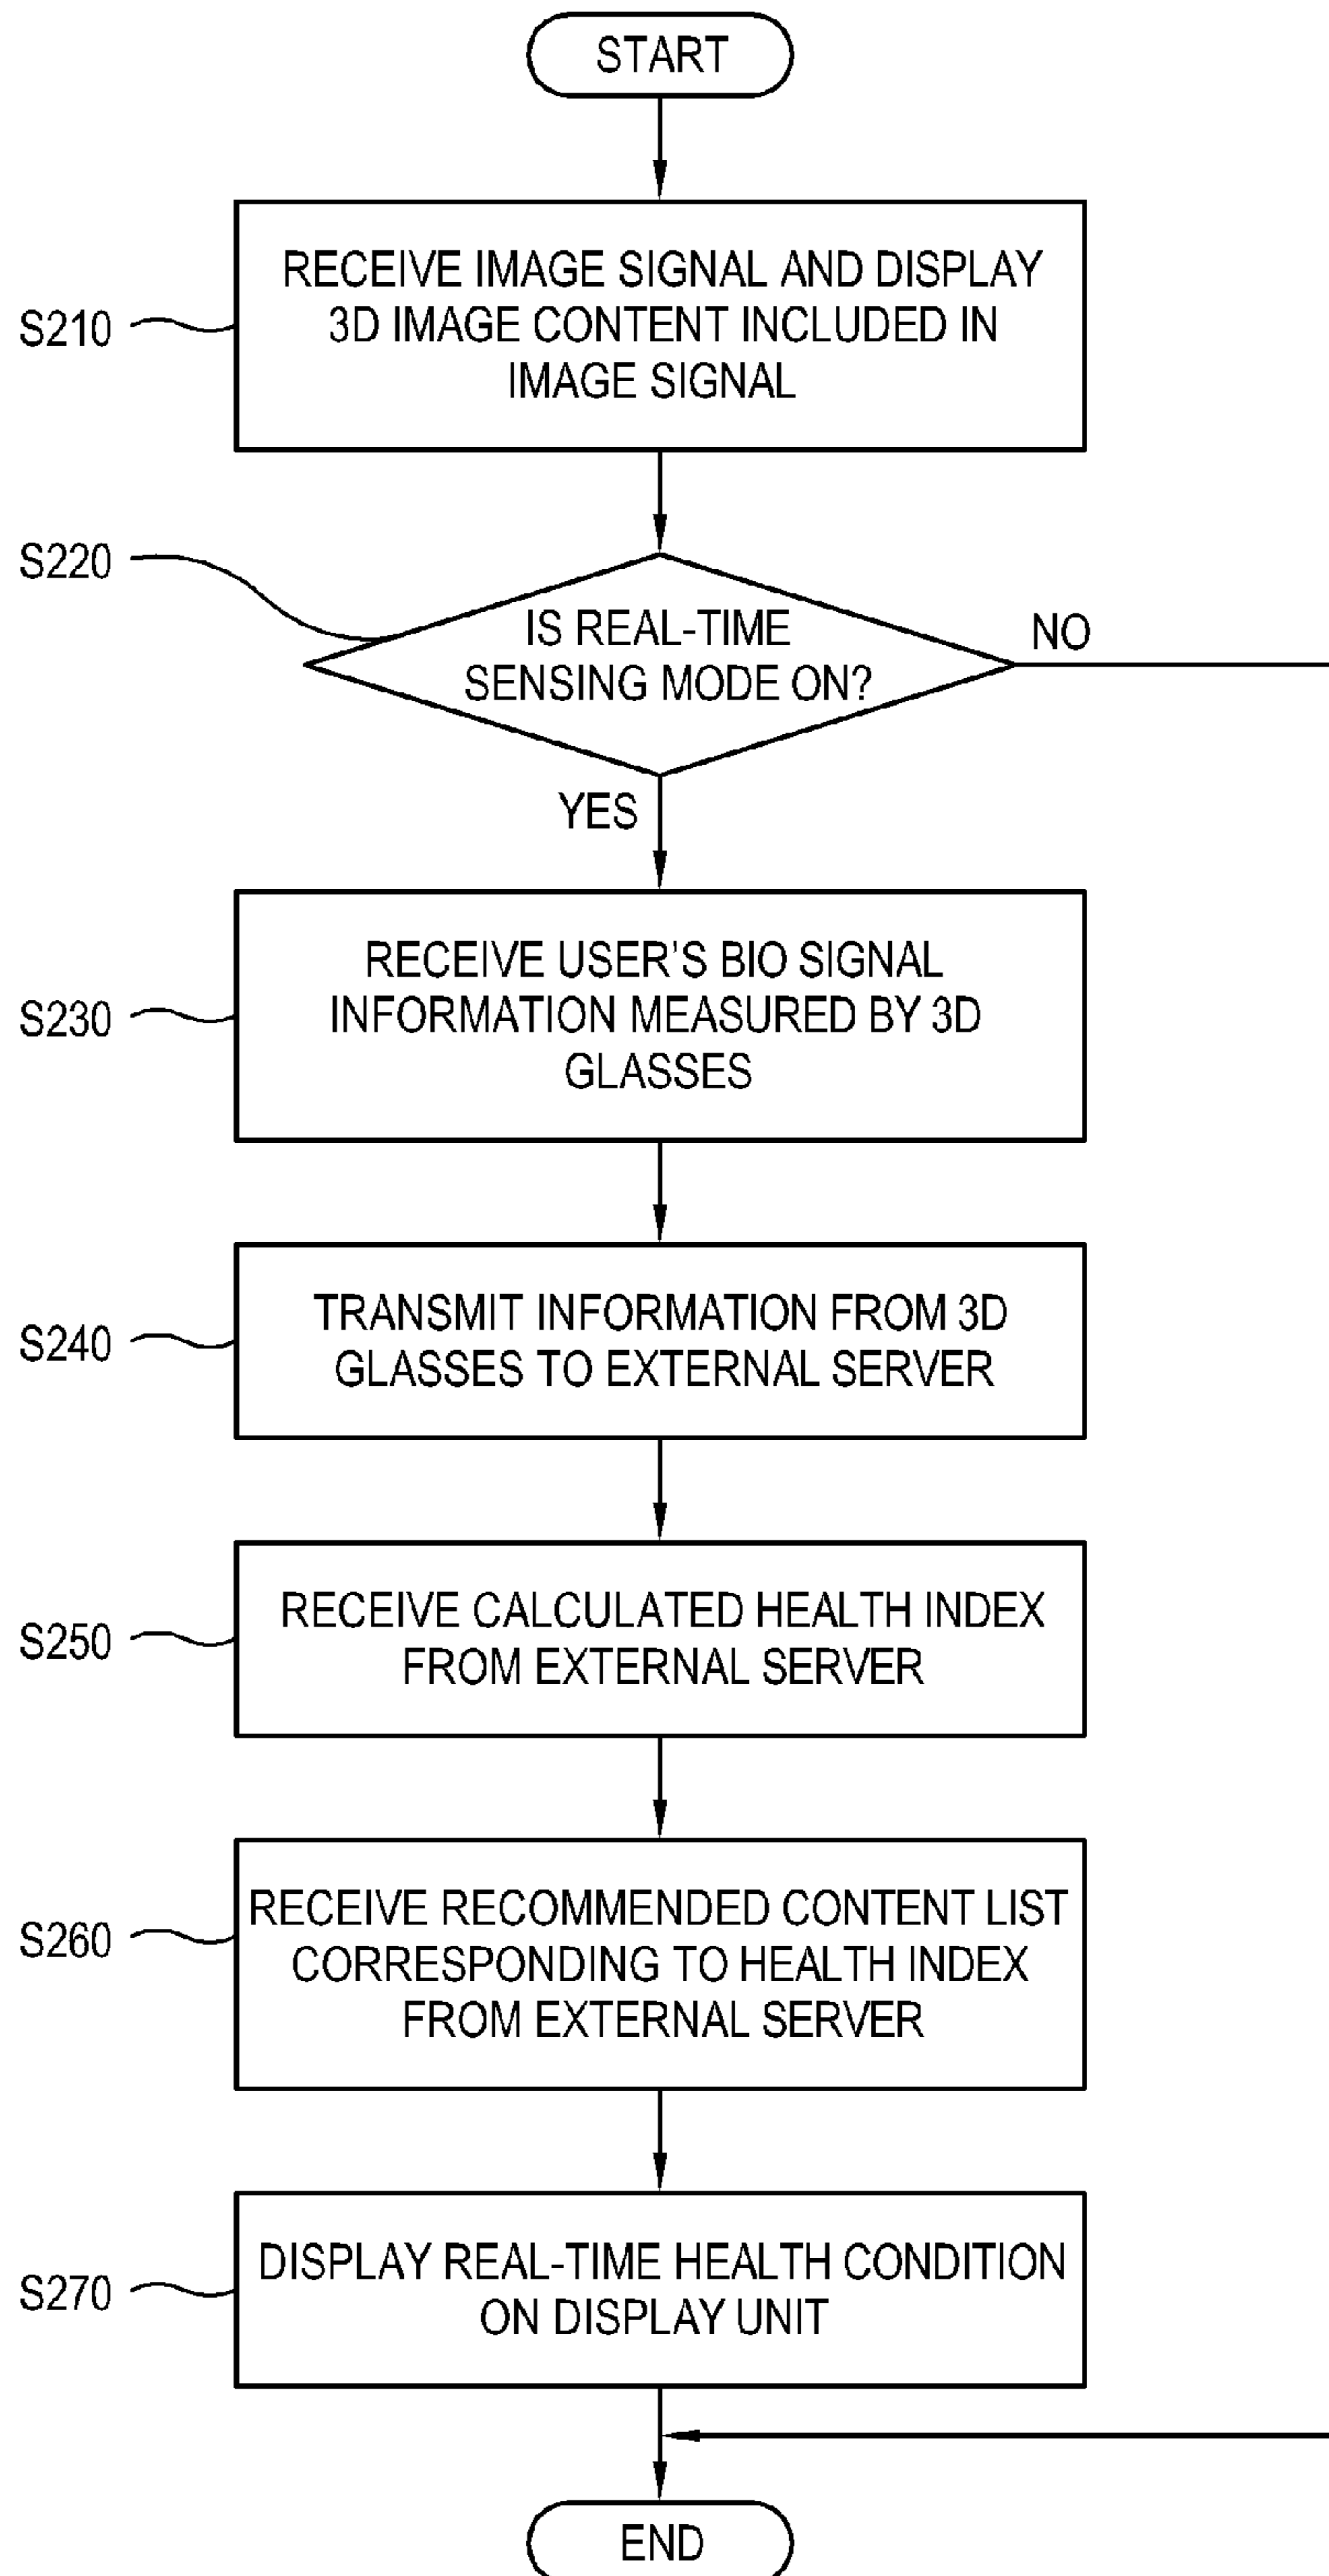 START
S210
RECEIVE IMAGE SIGNAL AND DISPLAY
3D IMAGE CONTENT INCLUDED IN
IMAGE SIGNAL
S220
IS REAL-TIME
SENSING MODE ON?
NO
YES
S230
RECEIVE USER'S BIO SIGNAL
INFORMATION MEASURED BY 3D
GLASSES
S240
TRANSMIT INFORMATION FROM 3D
GLASSES TO EXTERNAL SERVER
S250
RECEIVE CALCULATED HEALTH INDEX
FROM EXTERNAL SERVER
S260
RECEIVE RECOMMENDED CONTENT LIST
CORRESPONDING TO HEALTH INDEX
FROM EXTERNAL SERVER
S270
DISPLAY REAL-TIME HEALTH CONDITION
ON DISPLAY UNIT
END